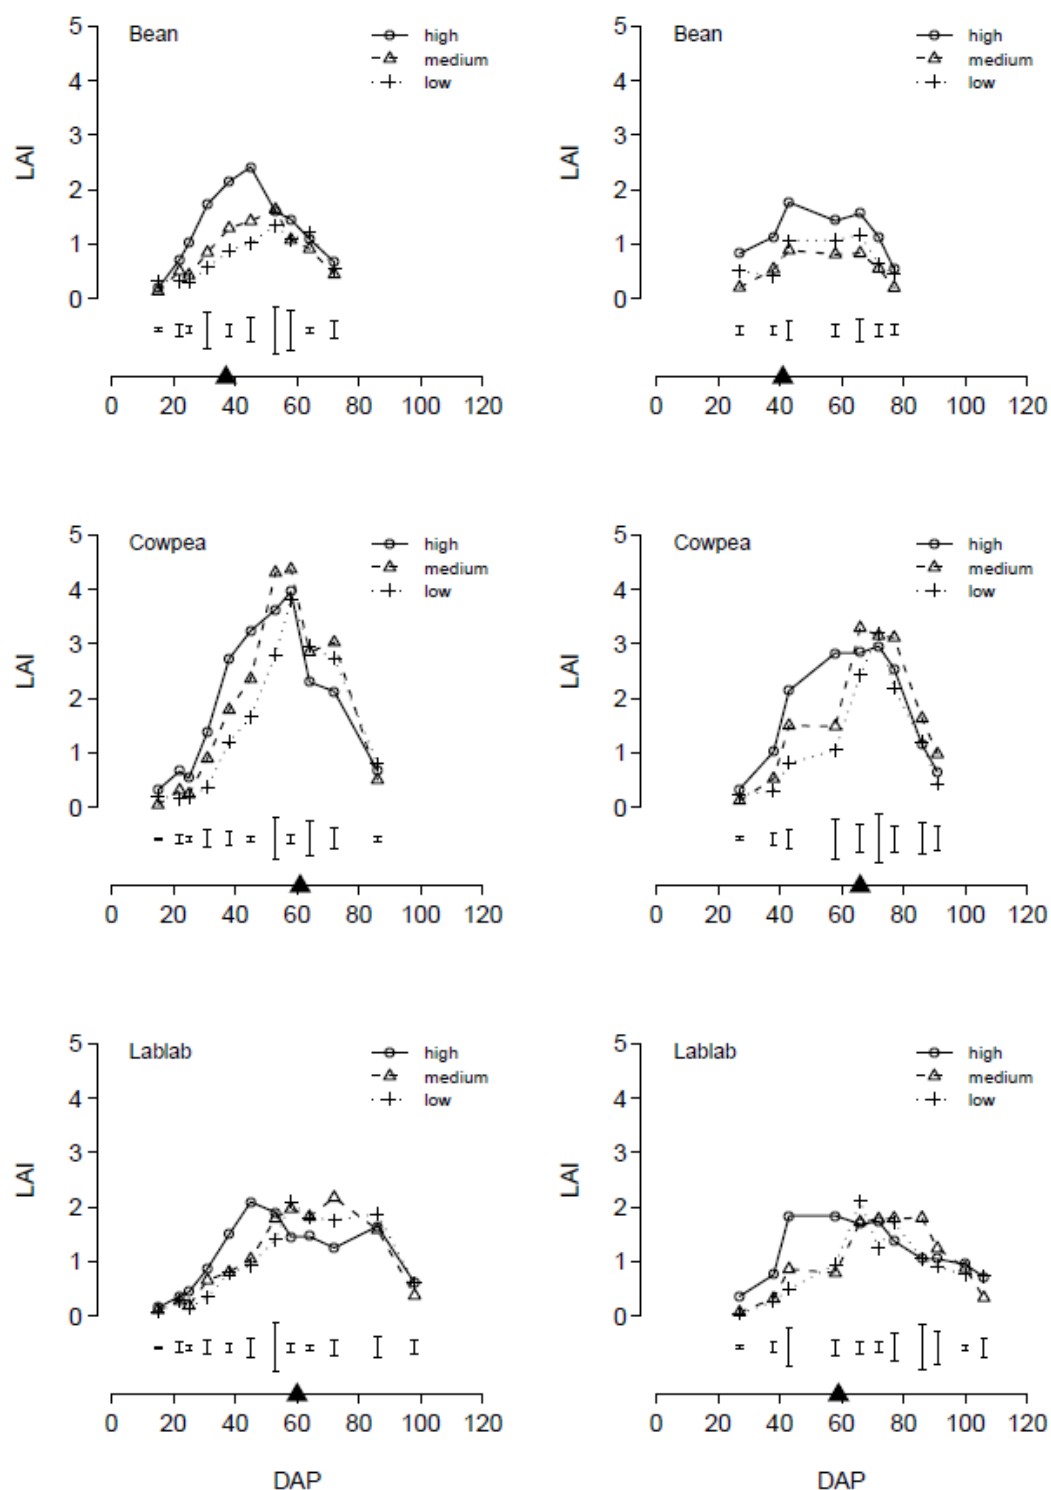 5 Bean high 5 Bean high
4 medium 4 medium
low low
3 3
LAI LAI
2 2
1 1
0 0
0 20 40 60 80 100 120 0 20 40 60 80 100 120
5 Cowpea high 5 Cowpea high
medium medium
4 low 4 low
3 3
LAI LAI
2 2
1 1
0 0
0 20 40 60 80 100 120 0 20 40 60 80 100 120
5 Lablab high 5 Lablab high
medium medium
4 low 4 low
3 3
LAI LAI
2 2
1 1
0 0
0 20 40 60 80 100 120 0 20 40 60 80 100 120
DAP DAP